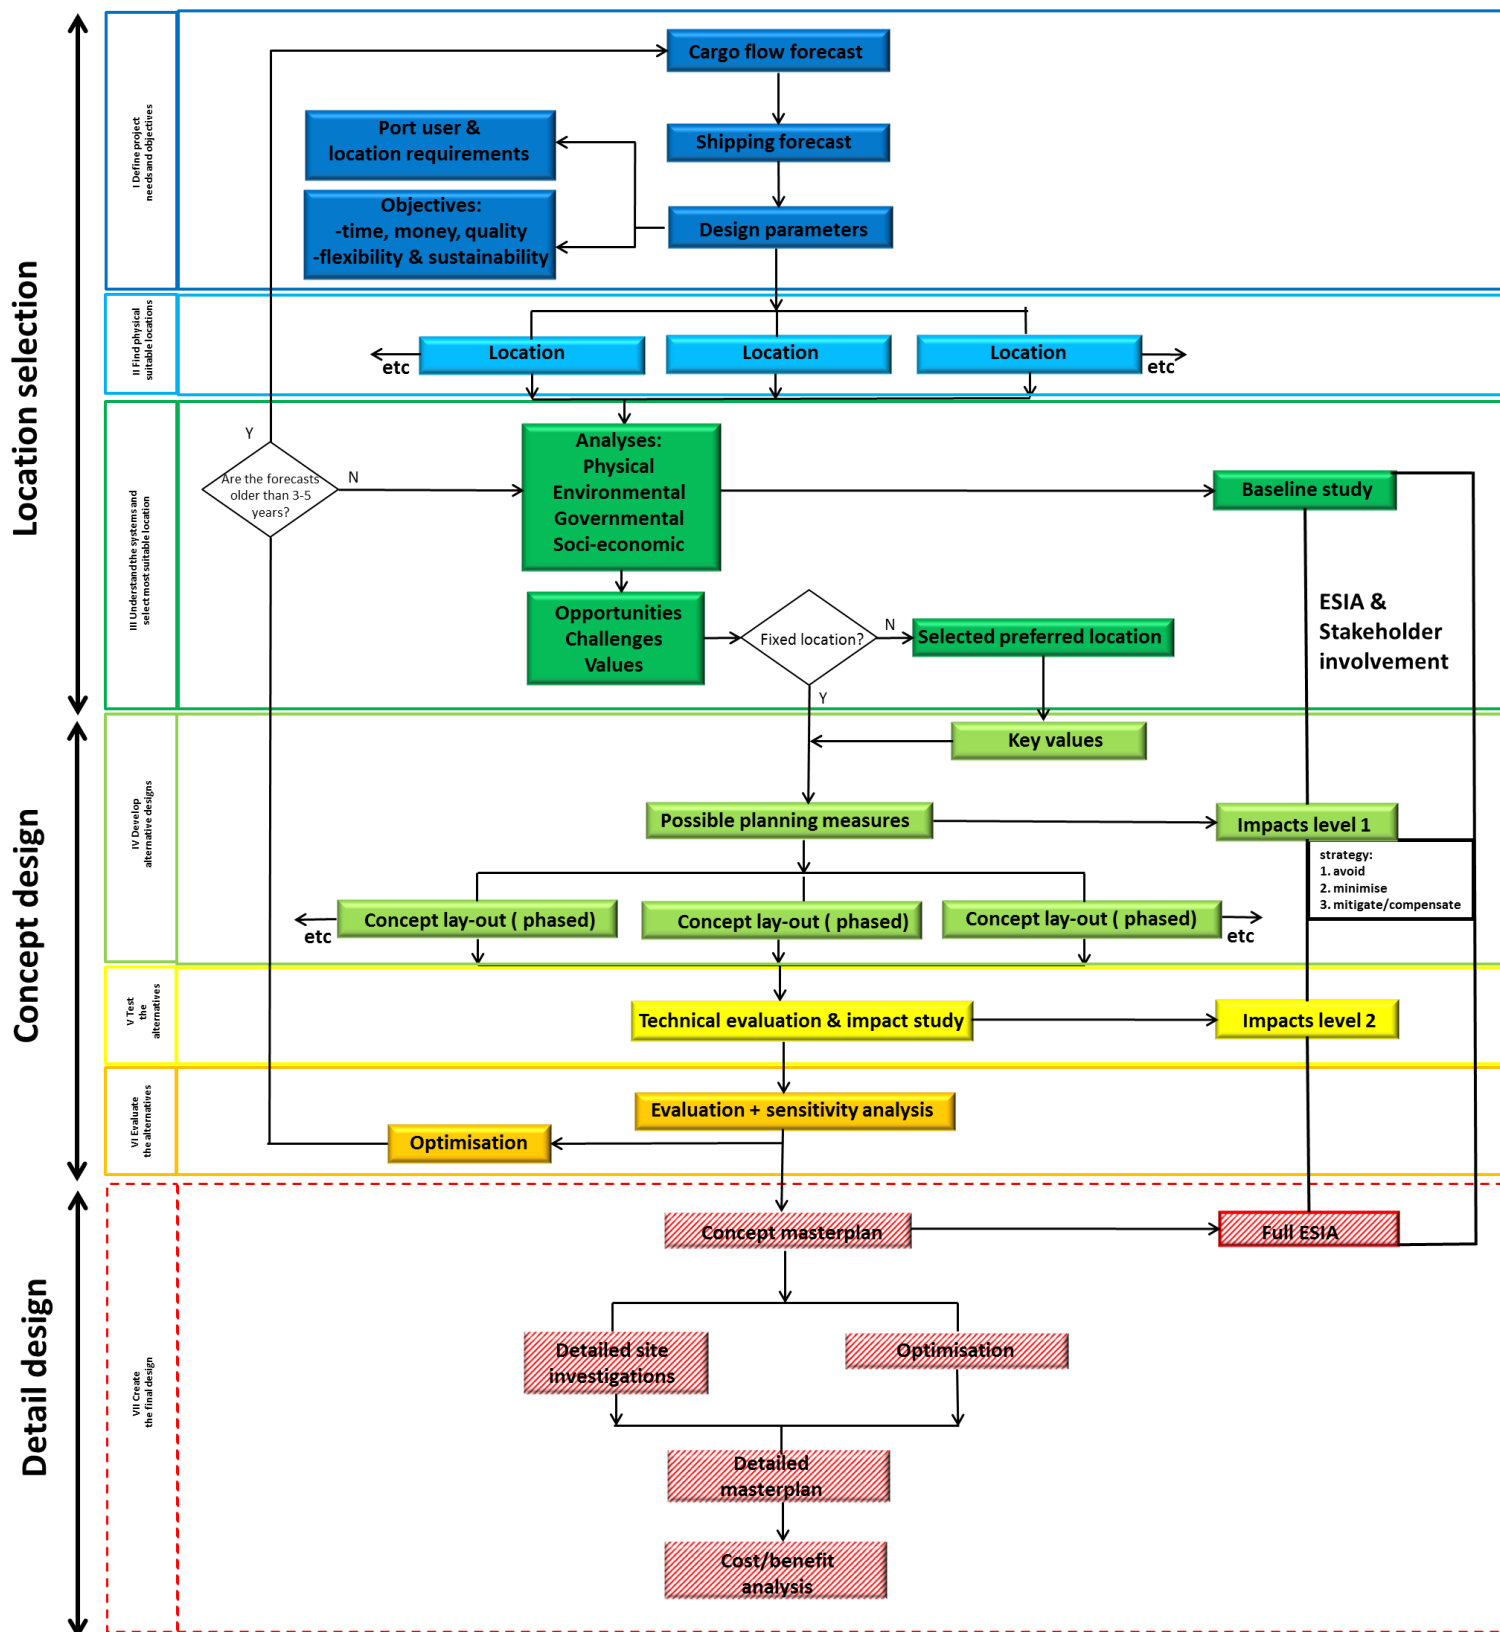 Location selection
Concept design
Detail design
I Define project
needs and objectives
Cargo flow forecast
Port user &
location requirements
Shipping forecast
Objectives:
-time, money, quality
-flexibility & sustainability
Design parameters
II Find physical
suitable locations
Location
Location
Location
etc
etc
III Understand the systems and
select most suitable location
Y
Are the forecasts
older than 3-5
years?
N
Analyses:
Physical
Environmental
Governmental
Soci-economic
Baseline study
Opportunities
Challenges
Values
Fixed location?
N
Selected preferred location
Y
ESIA &
Stakeholder
involvement
IV Develop
alternative designs
Key values
Possible planning measures
Impacts level 1
strategy:
1. avoid
2. minimise
3. mitigate/compensate
Concept lay-out ( phased)
Concept lay-out ( phased)
Concept lay-out ( phased)
etc
etc
V Test
the
alternatives
Technical evaluation & impact study
Impacts level 2
VI Evaluate
the alternatives
Evaluation + sensitivity analysis
Optimisation
VII Create
the final design
Concept masterplan
Full ESIA
Detailed site
investigations
Optimisation
Detailed
masterplan
Cost/benefit
analysis